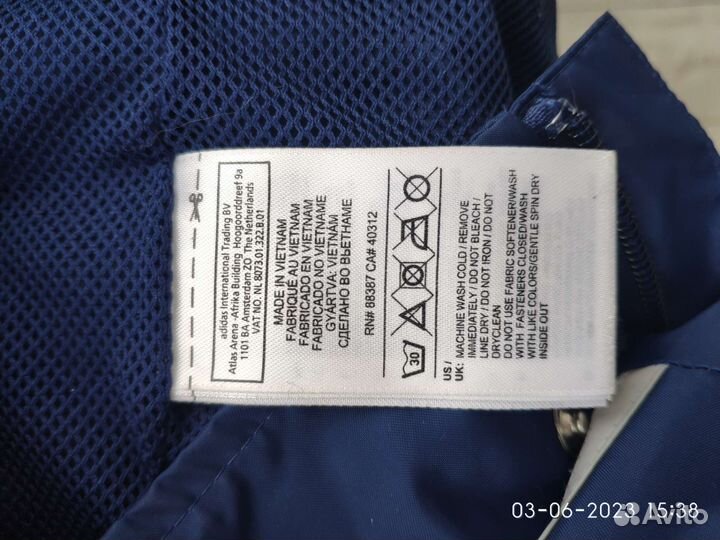 adidas International Trading BV
Atlas Arena -Afrika Building Hoogoorddreef 9a
1101 BA Amsterdam ZO The Netherlands
VAT NO. NL 8073.01.322.B.01
MADE IN VIETNAM
FABRIQUÉ AU VIETNAM
FABRICADO EN VIETNAM
FABRICADO NO VIETNAME
GYÁRTVA: VIETNÁM
СДЕЛАНО ВО ВЬЕТНАМЕ
RN# 88387 CA# 40312
30
US /
UK: MACHINE WASH COLD / REMOVE
IMMEDIATELY / DO NOT BLEACH /
LINE DRY / DO NOT IRON / DO NOT
DRYCLEAN
DO NOT USE FABRIC SOFTENER/WASH
WITH FASTENERS CLOSED/WASH
WITH LIKE COLORS/GENTLE SPIN DRY
INSIDE OUT
03-06-2023 15:38
Avito